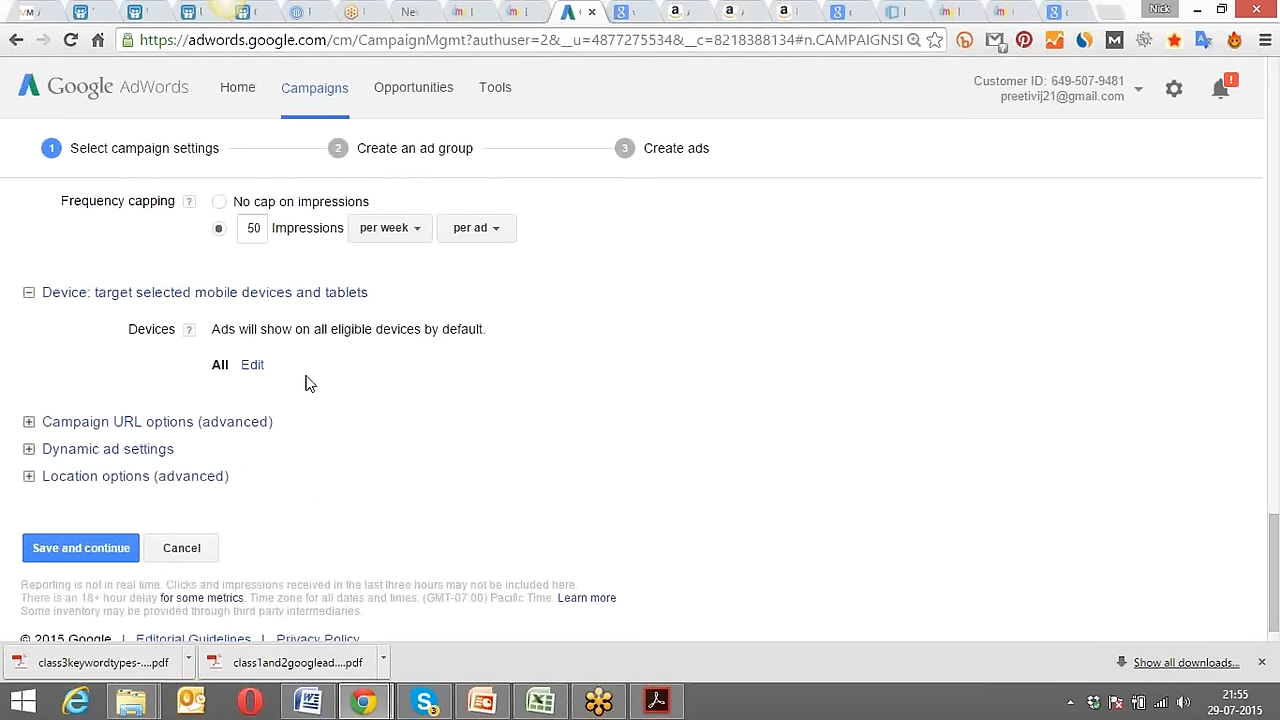 Nick
https://adwords.google.com/cm/CampaignMgmt?authuser=2&__u=4877275534&__c=8218388134#n.CAMPAIGNSI
Google AdWords
Home
Campaigns
Opportunities
Tools
Customer ID: 649-507-9481
preetivij21@gmail.com
1 Select campaign settings
2 Create an ad group
3 Create ads
Frequency capping ? No cap on impressions
50 Impressions per week per ad
Device: target selected mobile devices and tablets
Devices ? Ads will show on all eligible devices by default.
All Edit
Campaign URL options (advanced)
Dynamic ad settings
Location options (advanced)
Save and continue Cancel
Reporting is not in real time. Clicks and impressions received in the last three hours may not be included here.
There is an 18+ hour delay for some metrics. Time zone for all dates and times: (GMT-07:00) Pacific Time. Learn more
Some inventory may be provided through third party intermediaries.
© 2015 Google | Editorial Guidelines | Privacy Policy
class3keywordtypes-....pdf
class1and2googlead....pdf
Show all downloads...
21:55
29-07-2015